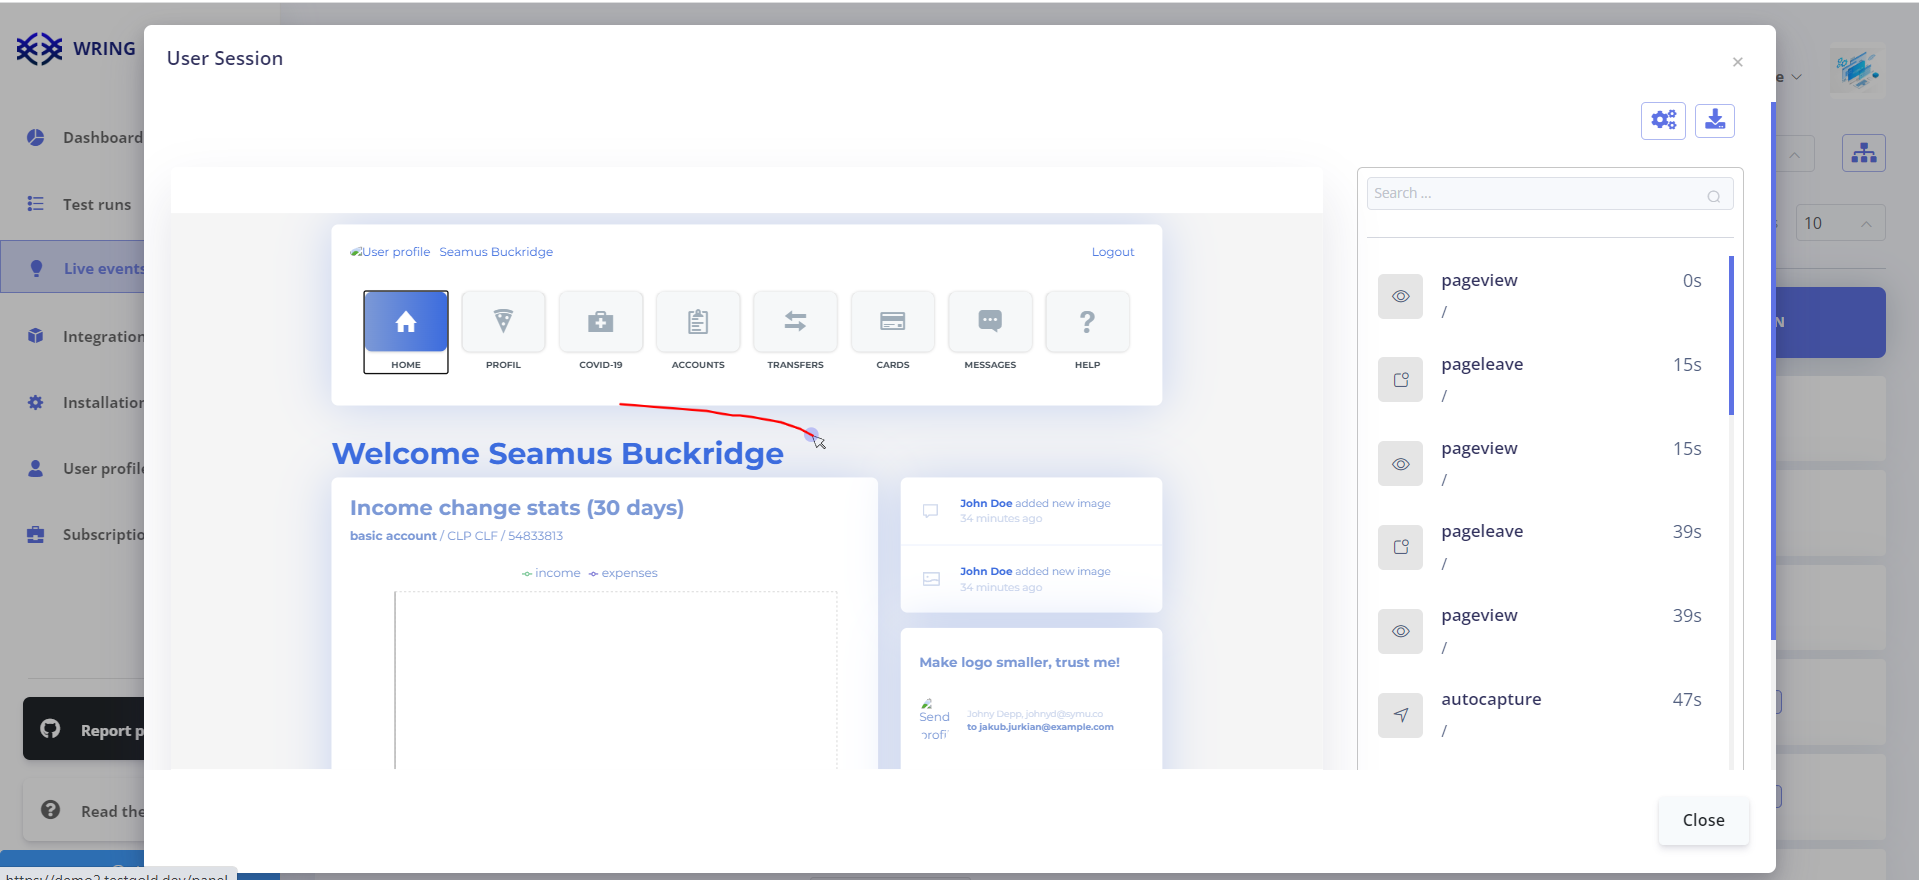 WRING
Dashboard
Test runs
Live events
Integration
Installation
User profile
Subscriptio
Report p
Read the
https://demo2.testgold.dev/panel
User Session
×
User profile Seamus Buckridge
Logout
HOME
PROFIL
COVID-19
ACCOUNTS
TRANSFERS
CARDS
MESSAGES
HELP
Welcome Seamus Buckridge
Income change stats (30 days)
basic account / CLP CLF / 54833813
income expenses
John Doe added new image
34 minutes ago
John Doe added new image
34 minutes ago
Make logo smaller, trust me!
Send
profi
Johny Depp, johnyd@symu.co
to jakub.jurkian@example.com
Search ...
pageview 0s
/
pageleave 15s
/
pageview 15s
/
pageleave 39s
/
pageview 39s
/
autocapture 47s
/
Close
e
10
N